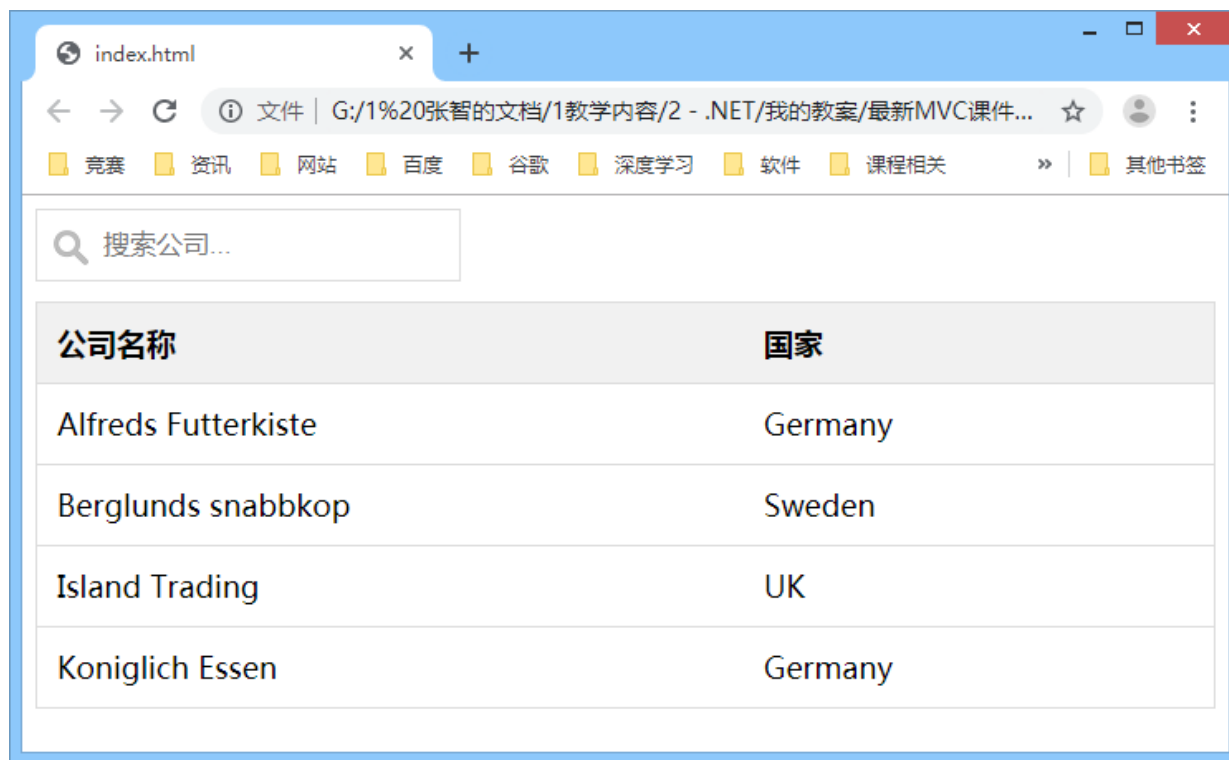 index.html
文件 G:/1%20张智的文档/1教学内容/2 - .NET/我的教案/最新MVC课件...
竞赛 资讯 网站 百度 谷歌 深度学习 软件 课程相关 » 其他书签
搜索公司...
公司名称 国家
Alfreds Futterkiste Germany
Berglunds snabbkop Sweden
Island Trading UK
Koniglich Essen Germany